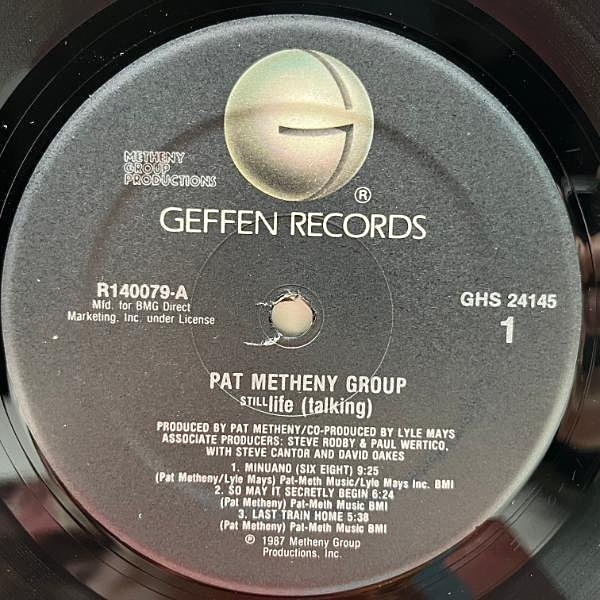 METHENY
GROUP
PRODUCTIONS
®
GEFFEN RECORDS
R140079-A
Mfd. for BMG Direct
Marketing, Inc. under License
GHS 24145
1
PAT METHENY GROUP
STILL life (talking)
PRODUCED BY PAT METHENY/CO-PRODUCED BY LYLE MAYS
ASSOCIATE PRODUCERS: STEVE RODBY & PAUL WERTICO,
WITH STEVE CANTOR AND DAVID OAKES
1. MINUANO (SIX EIGHT) 9:25
(Pat Metheny/Lyle Mays) Pat-Meth Music/Lyle Mays Inc. BMI
2. SO MAY IT SECRETLY BEGIN 6:24
(Pat Metheny) Pat-Meth Music BMI
3. LAST TRAIN HOME 5:38
(Pat Metheny) Pat-Meth Music BMI
℗ 1987 Metheny Group
Productions, Inc.